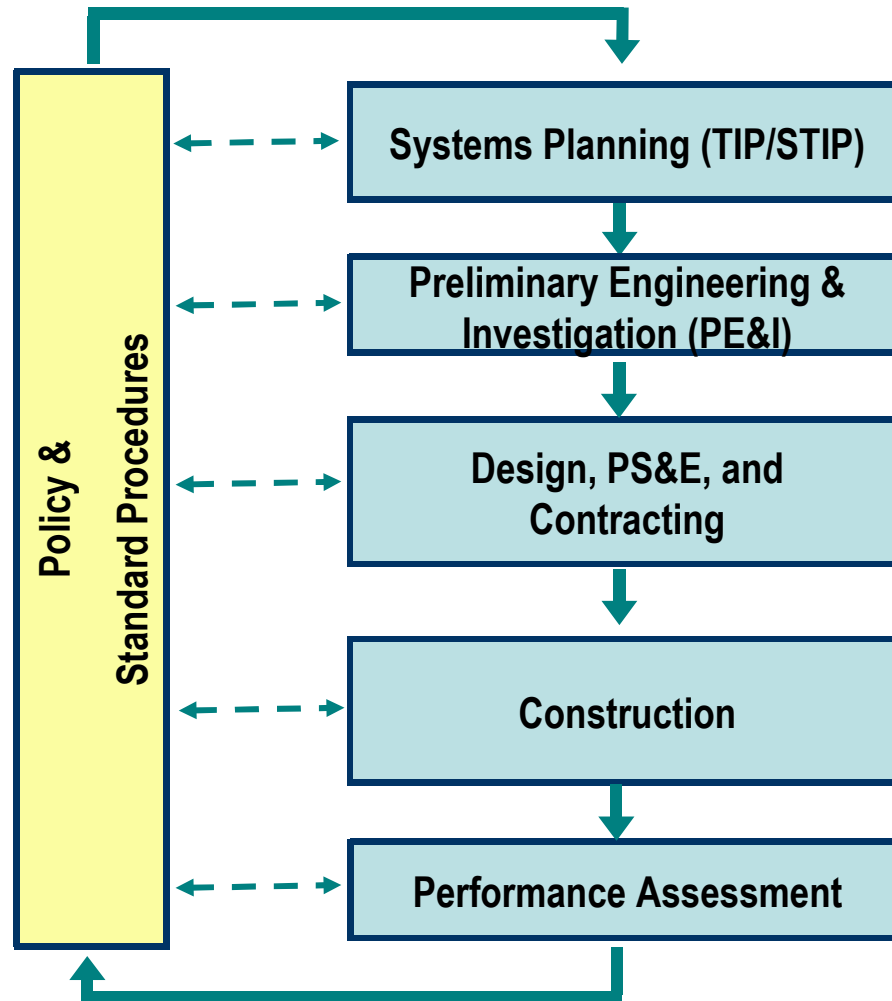 Policy &
Standard Procedures
Systems Planning (TIP/STIP)
Preliminary Engineering &
Investigation (PE&I)
Design, PS&E, and
Contracting
Construction
Performance Assessment